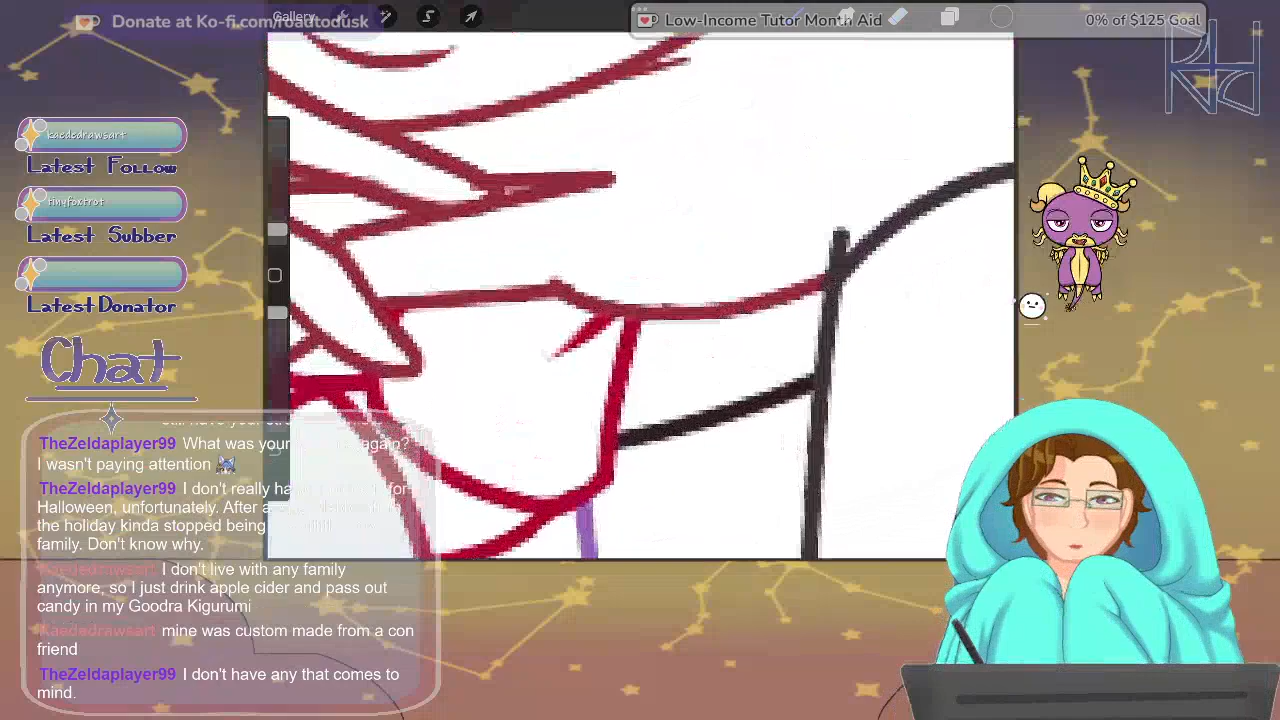 Donate at Ko-fi.com/roadtodusk
Gallery
Low-Income Tutor Month Aid
0% of $125 Goal
kaededrawsart
Latest Follow
tinyfoxtrot
Latest Subber
Latest Donator
Chat
TheZeldaplayer99 What was your again?
I wasn't paying attention
TheZeldaplayer99 I don't really for
Halloween, unfortunately. After
the holiday kinda stopped being
family. Don't know why.
Kaededrawsart I don't live with any family
anymore, so I just drink apple cider and pass out
candy in my Goodra Kigurumi
Kaededrawsart mine was custom made from a con
friend
TheZeldaplayer99 I don't have any that comes to
mind.